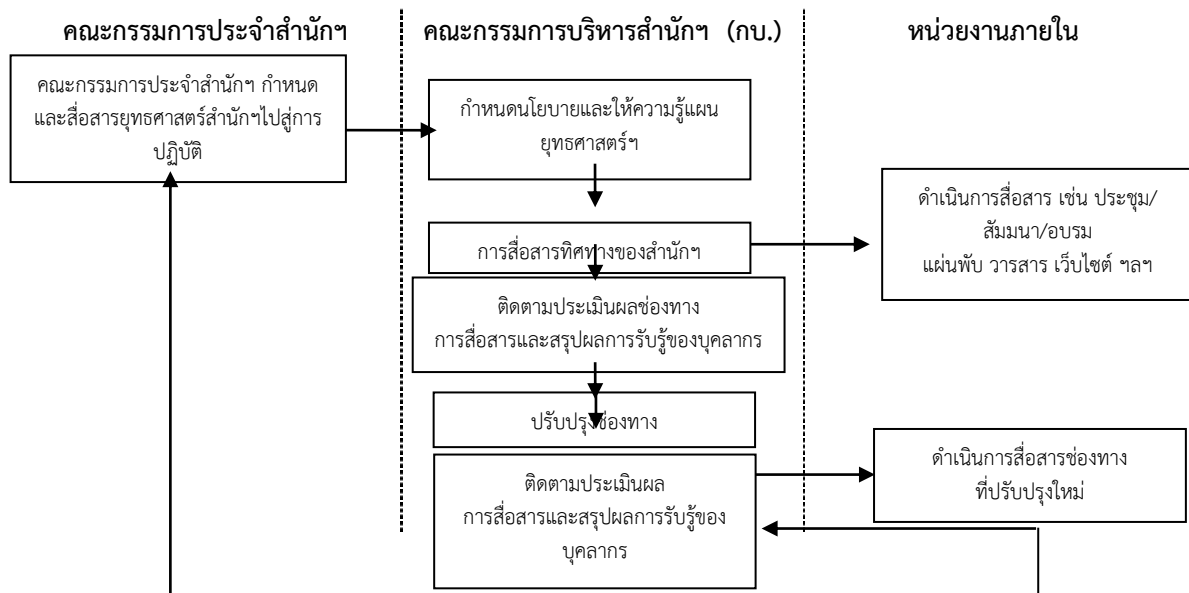 คณะกรรมการประจำสำนักฯ
คณะกรรมการบริหารสำนักฯ (กบ.)
หน่วยงานภายใน
คณะกรรมการประจำสำนักฯ กำหนด
และสื่อสารยุทธศาสตร์สำนักฯไปสู่การ
ปฏิบัติ
กำหนดนโยบายและให้ความรู้แผน
ยุทธศาสตร์ฯ
การสื่อสารทิศทางของสำนักฯ
ดำเนินการสื่อสาร เช่น ประชุม/
สัมมนา/อบรม
แผ่นพับ วารสาร เว็บไซต์ ฯลฯ
ติดตามประเมินผลช่องทาง
การสื่อสารและสรุปผลการรับรู้ของบุคลากร
ปรับปรุงช่องทาง
ติดตามประเมินผล
การสื่อสารและสรุปผลการรับรู้ของ
บุคลากร
ดำเนินการสื่อสารช่องทาง
ที่ปรับปรุงใหม่